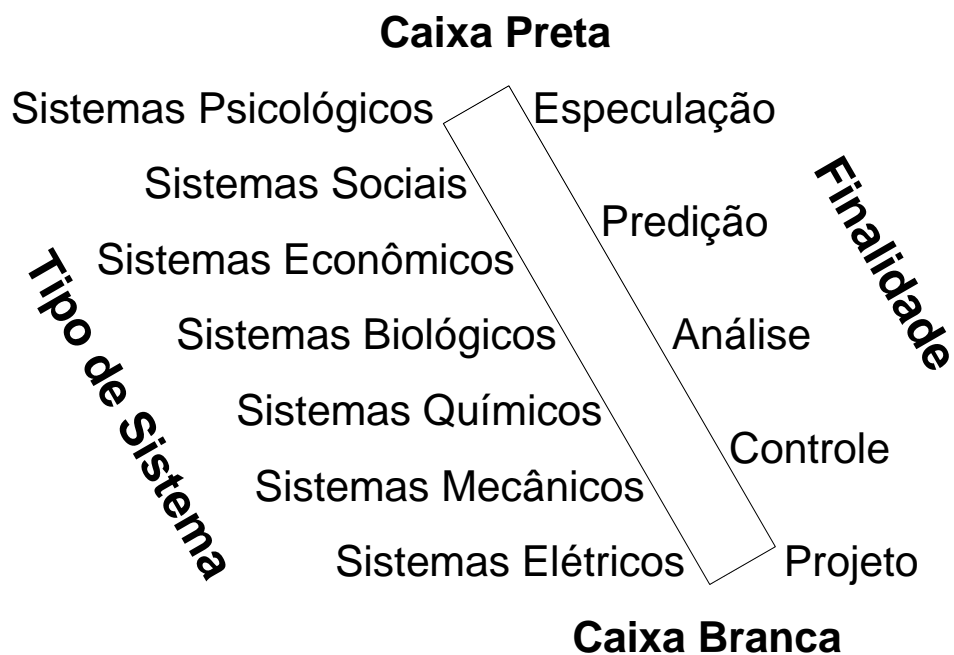 Caixa Preta
Sistemas Psicológicos
Especulação
Sistemas Sociais
Predição
Sistemas Econômicos
Sistemas Biológicos
Análise
Sistemas Químicos
Controle
Sistemas Mecânicos
Sistemas Elétricos
Projeto
Tipo de Sistema
Finalidade
Caixa Branca